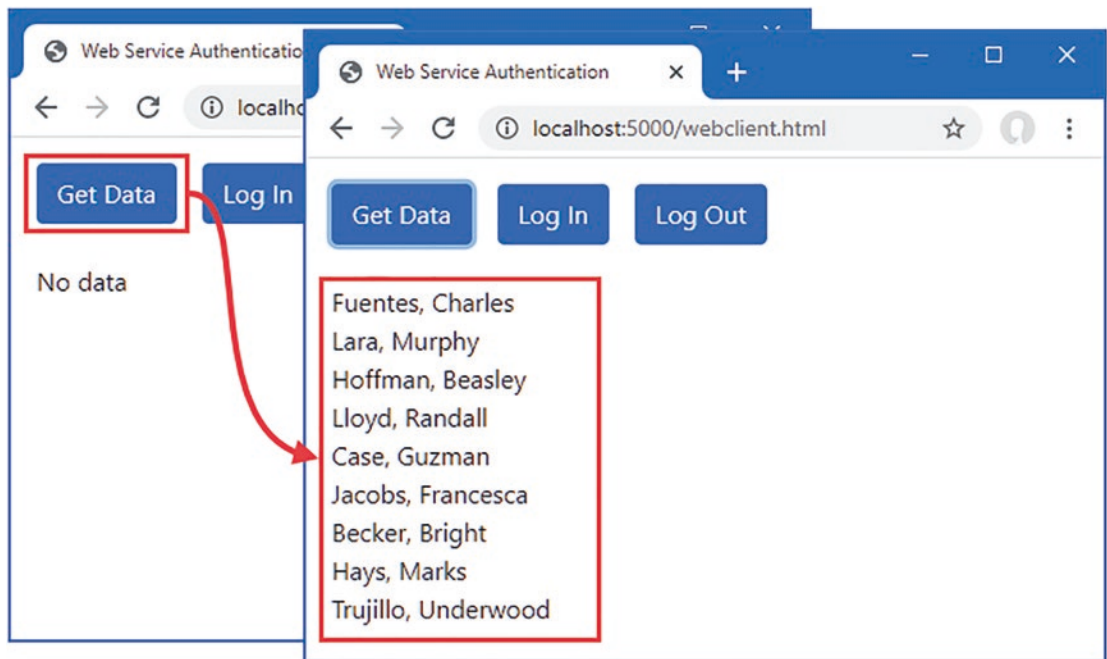 Web Service Authenticatio
localho
Get Data
Log In
No data
Web Service Authentication
localhost:5000/webclient.html
Get Data
Log In
Log Out
Fuentes, Charles
Lara, Murphy
Hoffman, Beasley
Lloyd, Randall
Case, Guzman
Jacobs, Francesca
Becker, Bright
Hays, Marks
Trujillo, Underwood